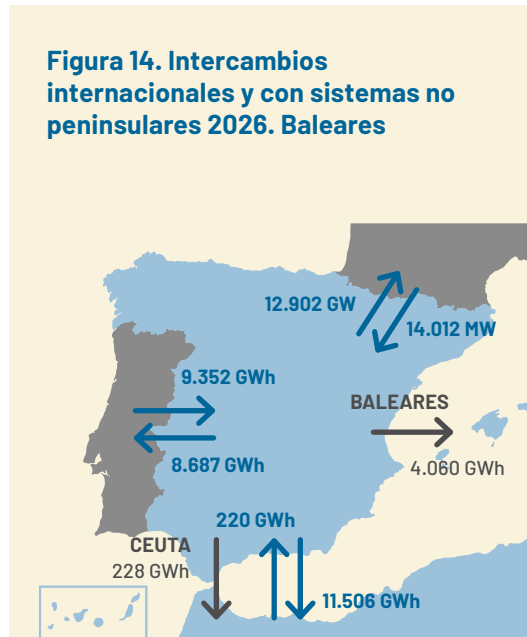 Figura 14. Intercambios
internacionales y con sistemas no
peninsulares 2026. Baleares
12.902 GW
14.012 MW
9.352 GWh
BALEARES
8.687 GWh
4.060 GWh
220 GWh
CEUTA
228 GWh
11.506 GWh